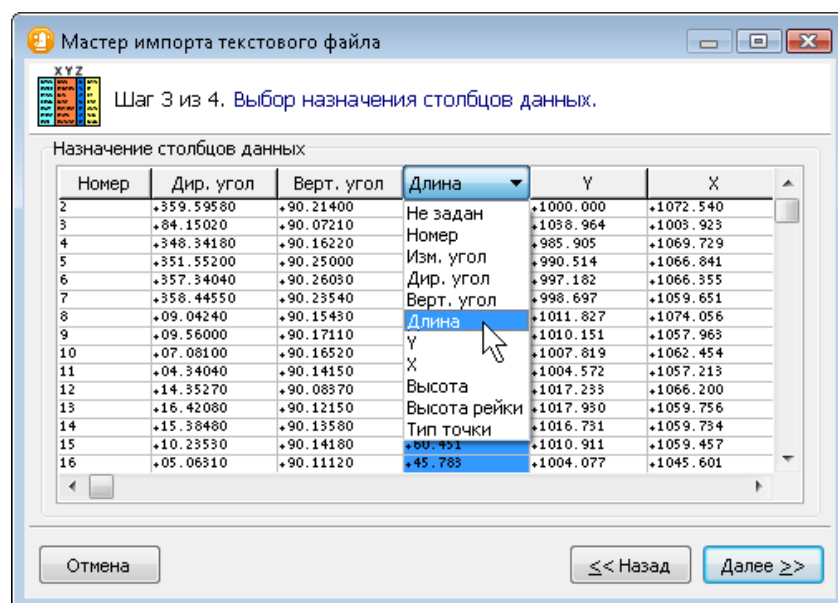 Мастер импорта текстового файла
XYZ
Шаг 3 из 4. Выбор назначения столбцов данных.
Назначение столбцов данных
Номер Дир. угол Верт. угол Длина Y X
2 +359.59580 +90.21400 +1000.000 +1072.540
3 +84.15020 +90.07210 +1038.964 +1003.923
4 +348.34180 +90.16220 +985.905 +1069.729
5 +351.55200 +90.25000 +990.514 +1066.841
6 +357.34040 +90.26030 +997.182 +1066.355
7 +358.44550 +90.23540 +998.697 +1059.651
8 +09.04240 +90.15430 +1011.827 +1074.056
9 +09.56000 +90.17110 +1010.151 +1057.963
10 +07.08100 +90.16520 +1007.819 +1062.454
11 +04.34040 +90.14150 +1004.572 +1057.213
12 +14.35270 +90.08370 +1017.233 +1066.200
13 +16.42080 +90.12150 +1017.930 +1059.756
14 +15.38480 +90.13580 +1016.731 +1059.734
15 +10.23530 +90.14180 +60.451 +1010.911 +1059.457
16 +05.06310 +90.11120 +45.783 +1004.077 +1045.601
Не задан
Номер
Изм. угол
Дир. угол
Верт. угол
Длина
Y
X
Высота
Высота рейки
Тип точки
Отмена << Назад Далее >>